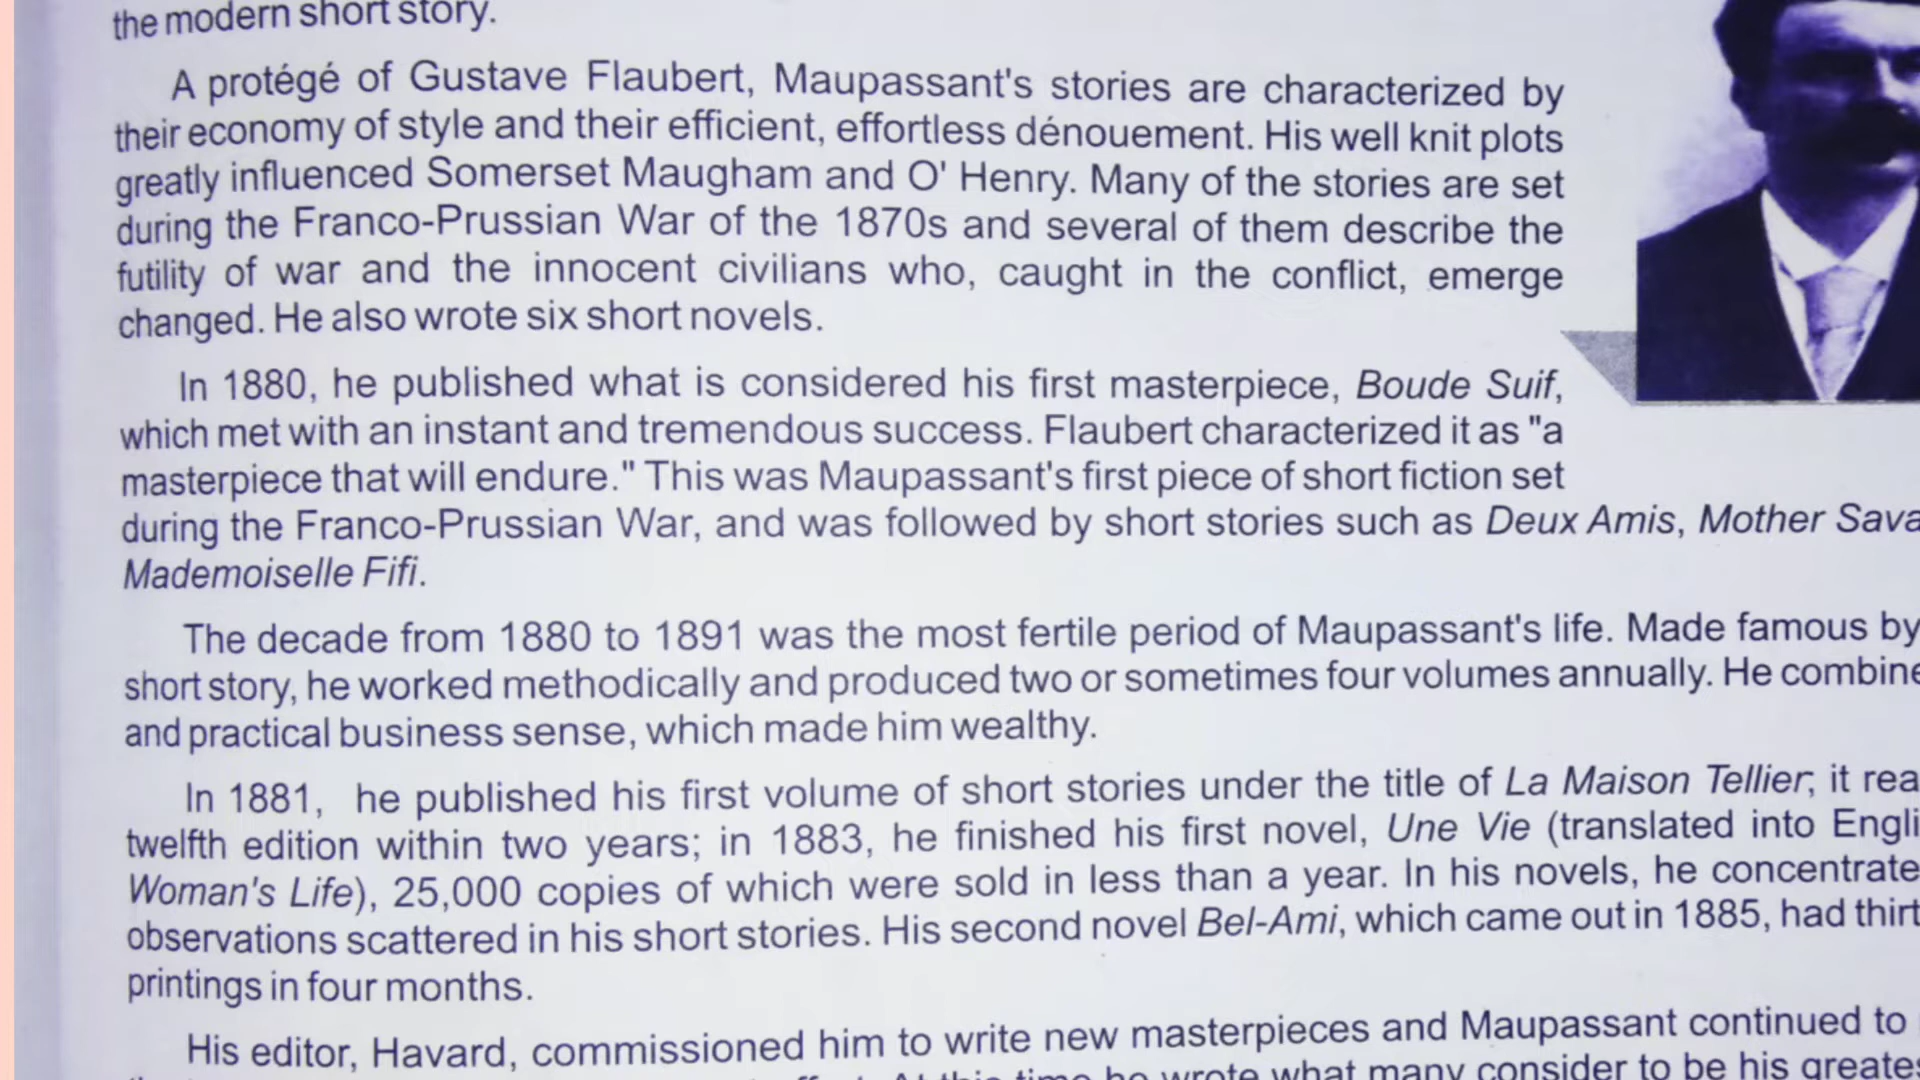 the modern short story.
A protégé of Gustave Flaubert, Maupassant's stories are characterized by
their economy of style and their efficient, effortless dénouement. His well knit plots
greatly influenced Somerset Maugham and O' Henry. Many of the stories are set
during the Franco-Prussian War of the 1870s and several of them describe the
futility of war and the innocent civilians who, caught in the conflict, emerge
changed. He also wrote six short novels.
In 1880, he published what is considered his first masterpiece, Boude Suif,
which met with an instant and tremendous success. Flaubert characterized it as "a
masterpiece that will endure." This was Maupassant's first piece of short fiction set
during the Franco-Prussian War, and was followed by short stories such as Deux Amis, Mother
Mademoiselle Fifi.
The decade from 1880 to 1891 was the most fertile period of Maupassant's life. Made famous by
short story, he worked methodically and produced two or sometimes four volumes annually. He
and practical business sense, which made him wealthy.
In 1881, he published his first volume of short stories under the title of La Maison Tellier; it
twelfth edition within two years; in 1883, he finished his first novel, Une Vie (translated into
Woman's Life), 25,000 copies of which were sold in less than a year. In his novels, he
observations scattered in his short stories. His second novel Bel-Ami, which came out in 1885, had
printings in four months.
His editor, Havard, commissioned him to write new masterpieces and Maupassant continued to
At this time he wrote what many consider to be his